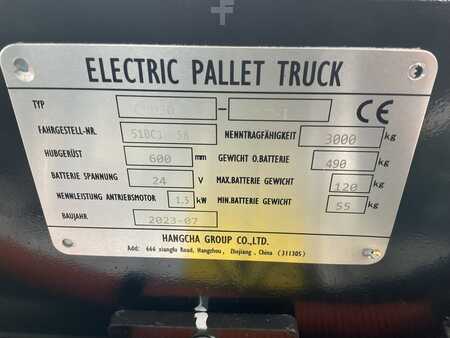 ELECTRIC PALLET TRUCK
TYP - CE
FAHRGESTELL-NR. NENNTRAGFÄHIGKEIT 3000 kg
HUBGERÜST 600 mm GEWICHT O.BATTERIE 490 kg
BATTERIE SPANNUNG 24 V MAX.BATTERIE GEWICHT 120 kg
NENNLEISTUNG ANTRIEBSMOTOR 1.3 kW MIN.BATTERIE GEWICHT 55 kg
BAUJAHR 2023-07
HANGCHA GROUP CO.,LTD.
Add: 666 xiangfu Road, Hangzhou, Zhejiang, China (311305)